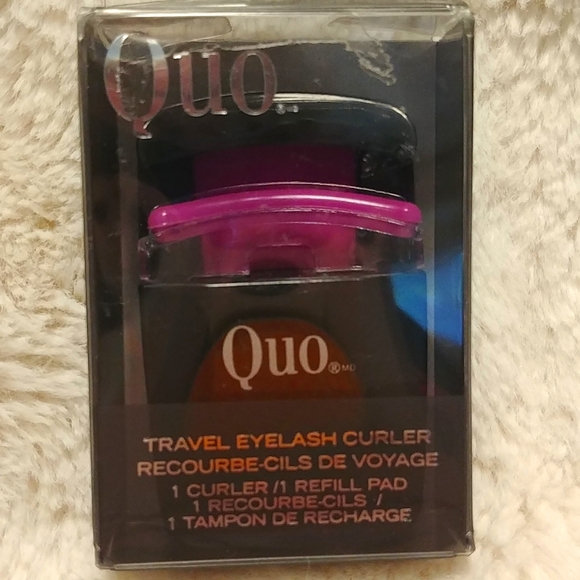 Quo
Quo® MD
TRAVEL EYELASH CURLER
RECOURBE-CILS DE VOYAGE
1 CURLER /1 REFILL PAD
1 RECOURBE-CILS /
1 TAMPON DE RECHARGE